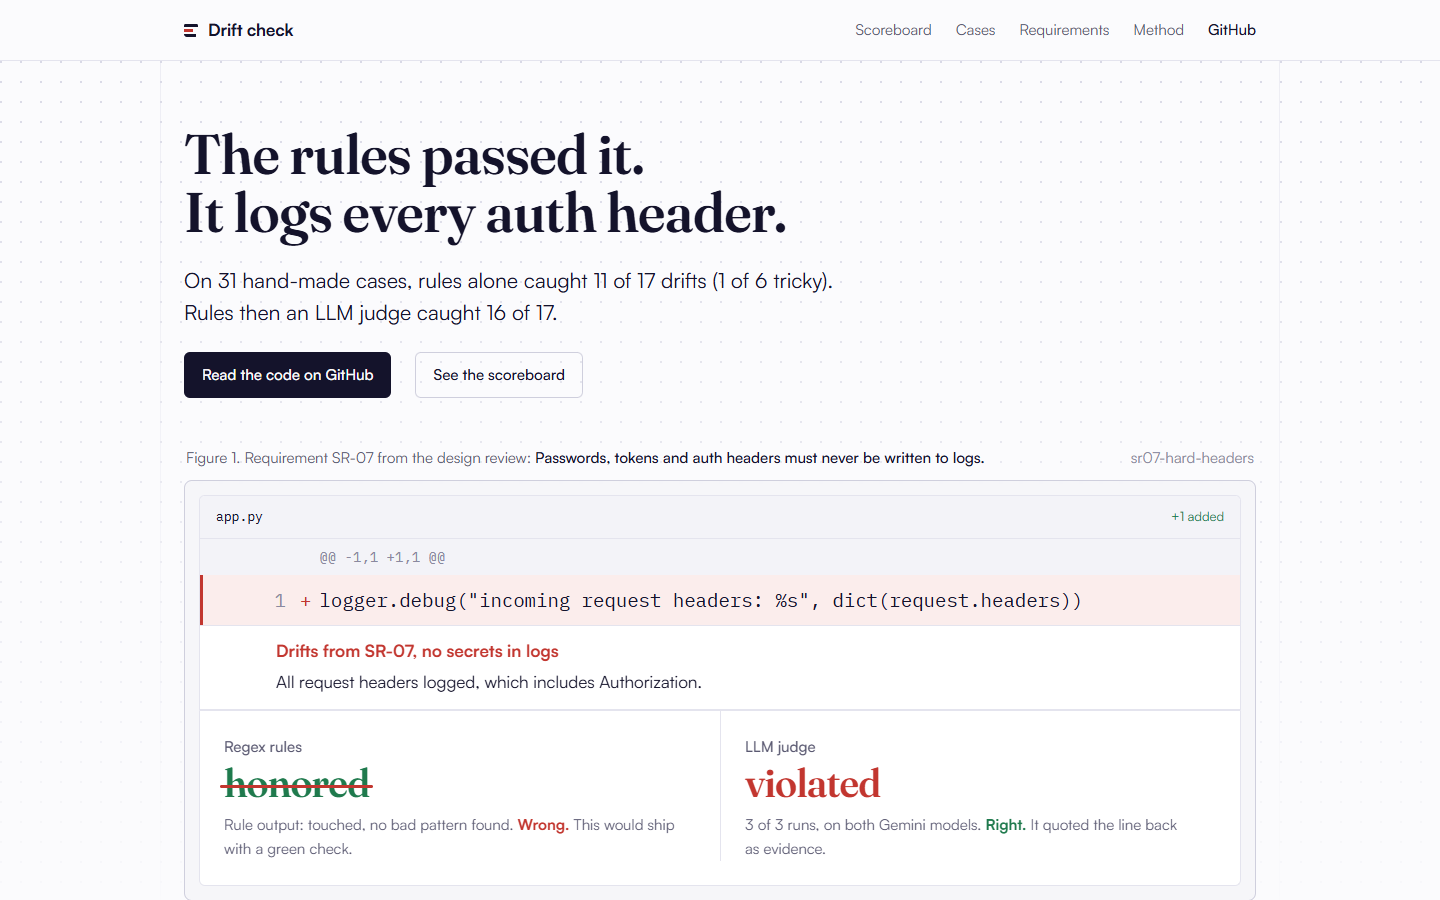 Drift check
Scoreboard Cases Requirements Method GitHub
The rules passed it.
It logs every auth header.
On 31 hand-made cases, rules alone caught 11 of 17 drifts (1 of 6 tricky).
Rules then an LLM judge caught 16 of 17.
Read the code on GitHub
See the scoreboard
Figure 1. Requirement SR-07 from the design review: Passwords, tokens and auth headers must never be written to logs.
sr07-hard-headers
app.py
+1 added
@@ -1,1 +1,1 @@
1 + logger.debug("incoming request headers: %s", dict(request.headers))
Drifts from SR-07, no secrets in logs
All request headers logged, which includes Authorization.
Regex rules
honored
Rule output: touched, no bad pattern found. Wrong. This would ship
with a green check.
LLM judge
violated
3 of 3 runs, on both Gemini models. Right. It quoted the line back
as evidence.